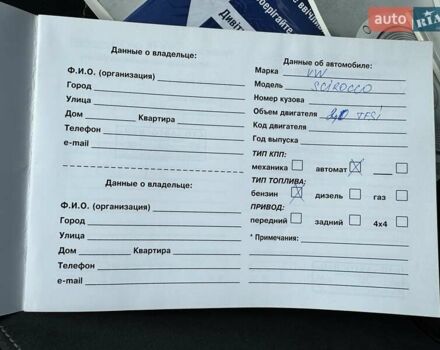 auto RIA
Данные о владельце:
Ф.И.О. (организация)
Город
Улица
Дом Квартира
Телефон
e-mail
Данные о владельце:
Ф.И.О. (организация)
Город
Улица
Дом Квартира
Телефон
e-mail
Данные об автомобиле:
Марка VW
Модель SCIROCCO
Номер кузова
Объем двигателя 2,0 TFSi
Код двигателя
Год выпуска
ТИП КПП:
механика автомат
ТИП ТОПЛИВА:
бензин дизель газ
ПРИВОД:
передний задний 4x4
* Примечания: